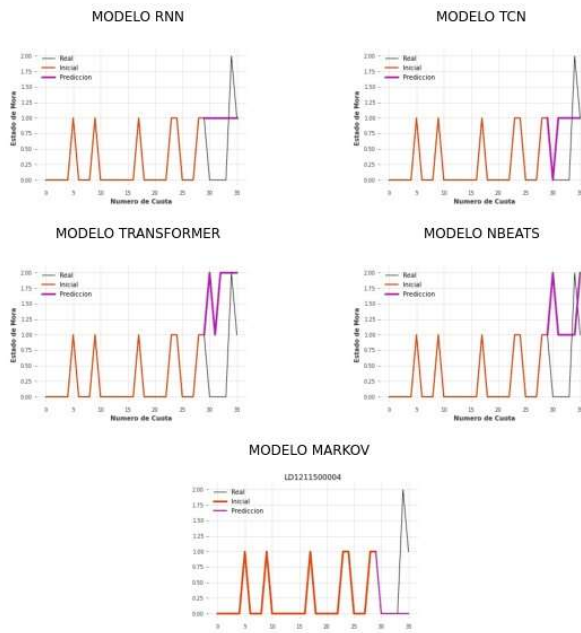 MODELO RNN
Real
Inicial
Prediccion
Estado de Mora
2.00
1.75
1.50
1.25
1.00
0.75
0.50
0.25
0.00
0 5 10 15 20 25 30 35
Numero de Cuota
MODELO TCN
Real
Inicial
Prediccion
Estado de Mora
2.00
1.75
1.50
1.25
1.00
0.75
0.50
0.25
0.00
0 5 10 15 20 25 30 35
Numero de Cuota
MODELO TRANSFORMER
Real
Inicial
Prediccion
Estado de Mora
2.00
1.75
1.50
1.25
1.00
0.75
0.50
0.25
0.00
0 5 10 15 20 25 30 35
Numero de Cuota
MODELO NBEATS
Real
Inicial
Prediccion
Estado de Mora
2.00
1.75
1.50
1.25
1.00
0.75
0.50
0.25
0.00
0 5 10 15 20 25 30 35
Numero de Cuota
MODELO MARKOV
LD1211500004
Real
Inicial
Prediccion
2.00
1.75
1.50
1.25
1.00
0.75
0.50
0.25
0.00
0 5 10 15 20 25 30 35